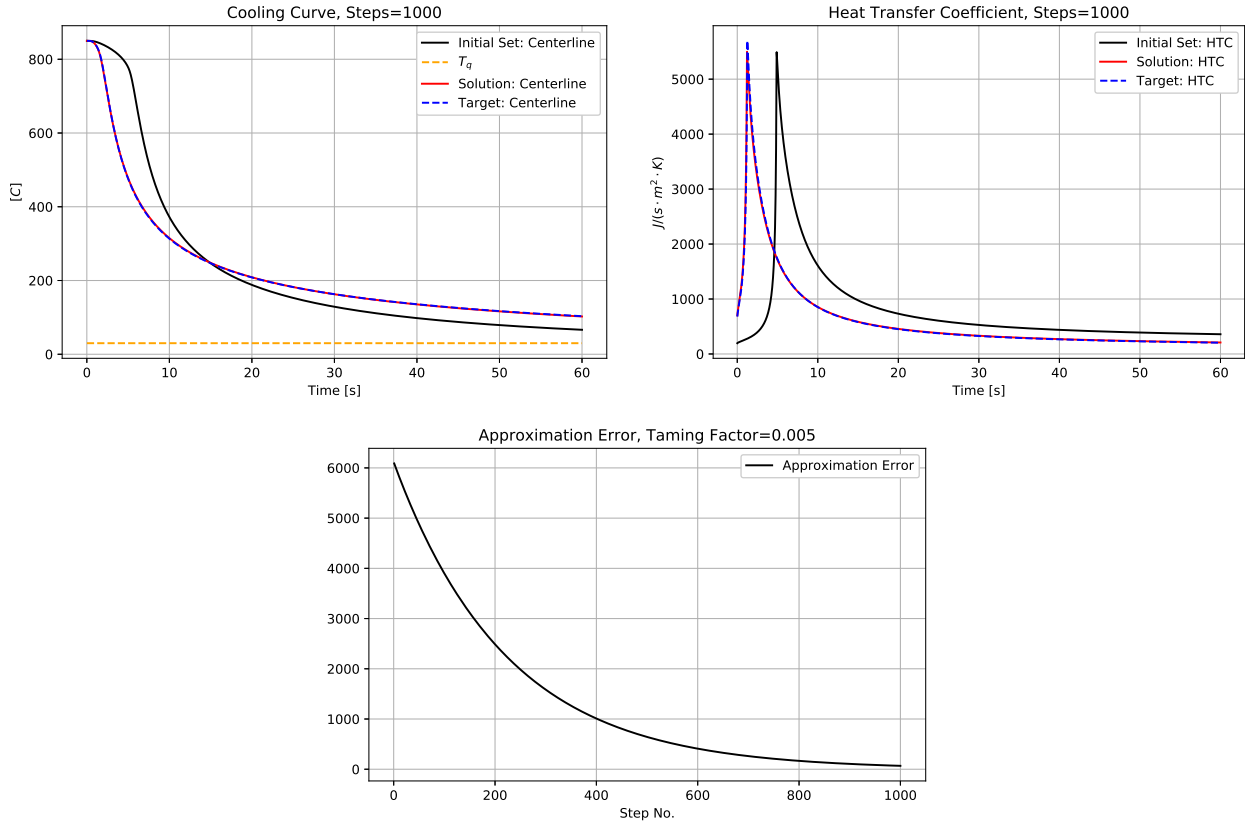 Cooling Curve, Steps=1000
[C]
800
600
400
200
0
0 10 20 30 40 50 60
Time [s]
Initial Set: Centerline
T_q
Solution: Centerline
Target: Centerline
Heat Transfer Coefficient, Steps=1000
J/(s · m² · K)
5000
4000
3000
2000
1000
0
0 10 20 30 40 50 60
Time [s]
Initial Set: HTC
Solution: HTC
Target: HTC
Approximation Error, Taming Factor=0.005
6000
5000
4000
3000
2000
1000
0
0 200 400 600 800 1000
Step No.
Approximation Error